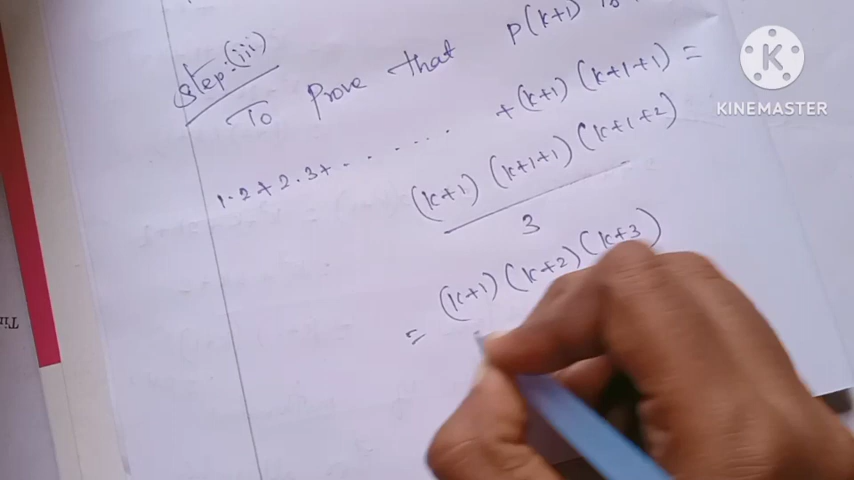 Step:(iii)
To Prove that P(k+1) is
1.2+2.3+........ +(k+1) (k+1+1) =
(k+1) (k+1+1) (k+1+2)
3
= (k+1) (k+2) (k+3)
KINEMASTER